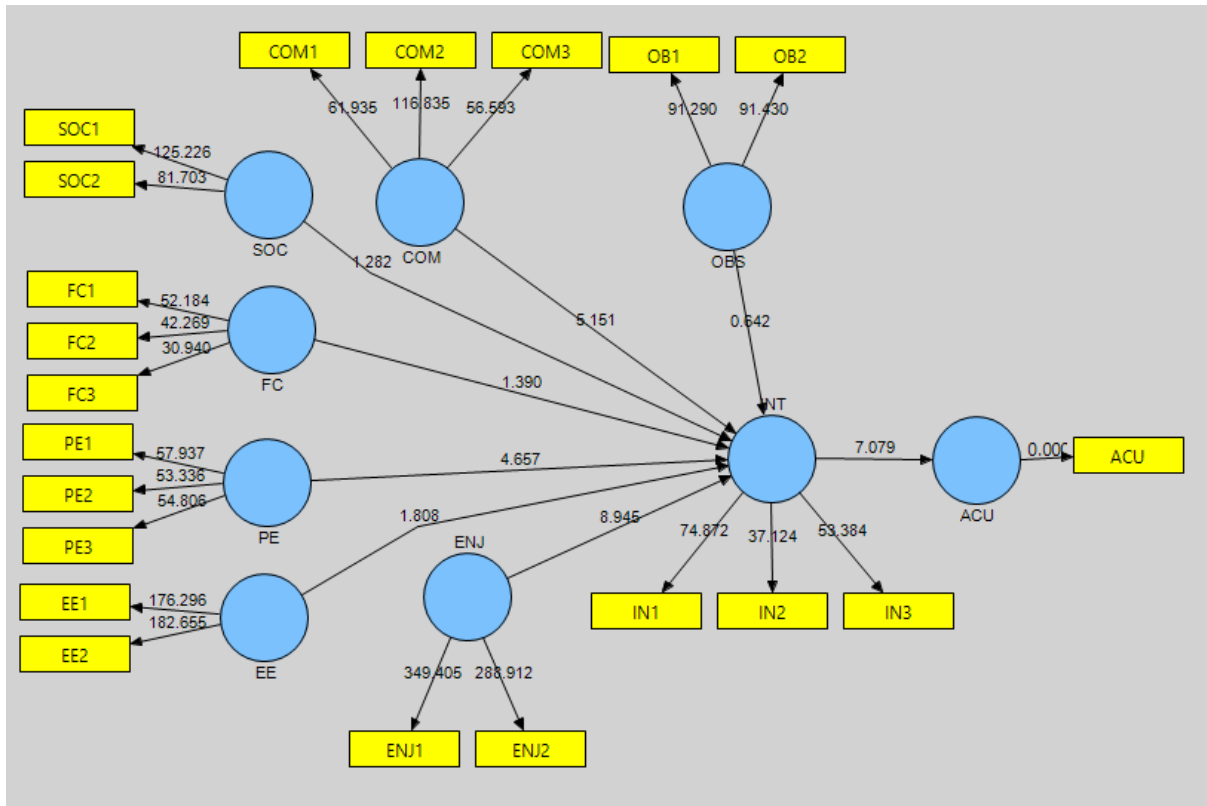 COM1
COM2
COM3
OB1
OB2
61.935
116.835
56.593
91.290
91.430
SOC1
SOC2
125.226
81.703
SOC
COM
OBS
1.282
5.151
0.642
FC1
FC2
FC3
52.184
42.269
30.940
FC
1.390
PE1
PE2
PE3
57.937
53.336
54.806
PE
4.657
NT
7.079
0.000
ACU
ACU
1.808
8.945
ENJ
74.872
37.124
53.384
EE1
EE2
176.296
182.655
EE
IN1
IN2
IN3
349.405
288.912
ENJ1
ENJ2